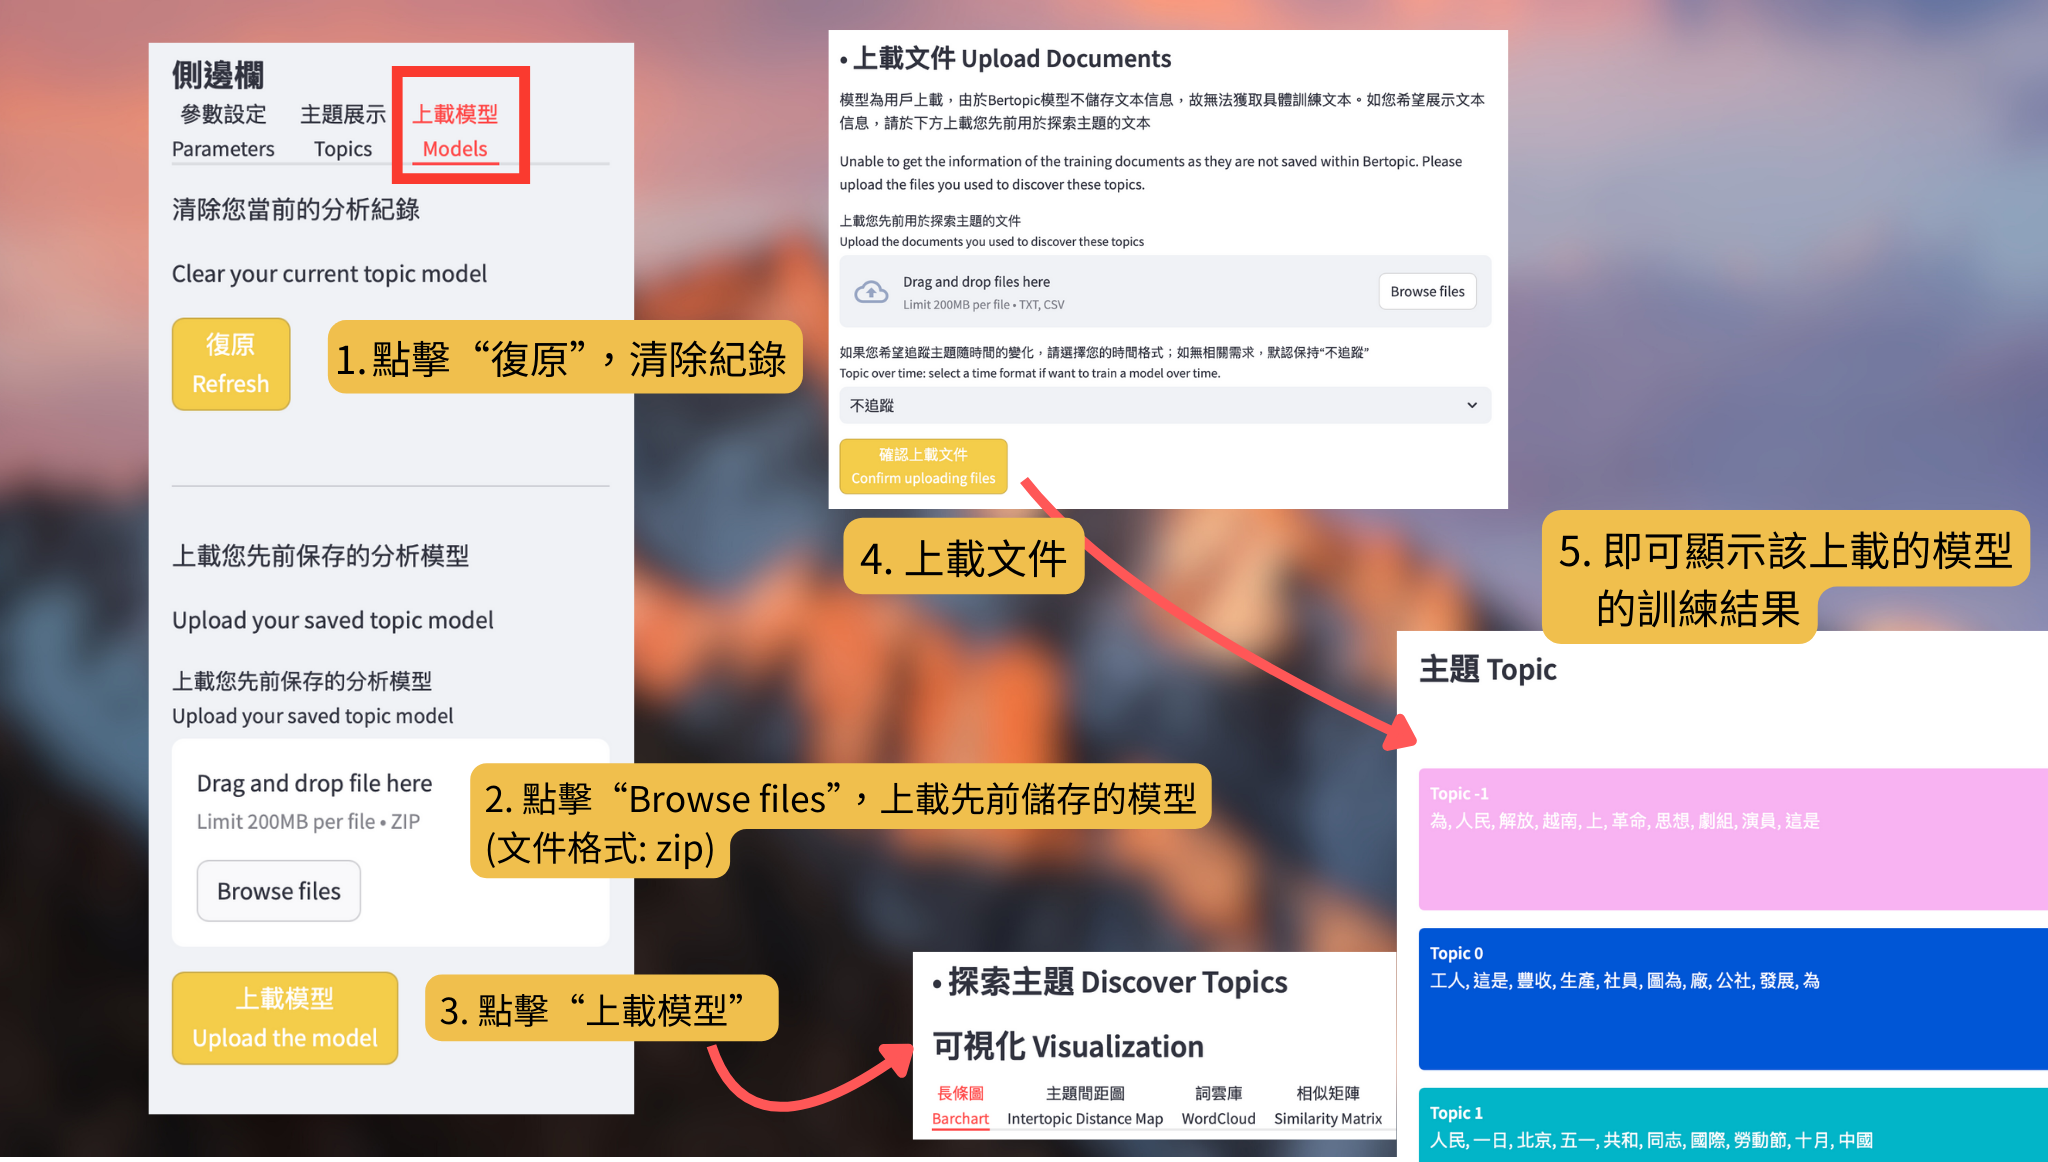 側邊欄
參數設定 主題展示 上載模型
Parameters Topics Models
清除您當前的分析紀錄
Clear your current topic model
復原
Refresh
1. 點擊“復原”，清除紀錄
上載您先前保存的分析模型
Upload your saved topic model
上載您先前保存的分析模型
Upload your saved topic model
Drag and drop file here
Limit 200MB per file • ZIP
Browse files
2. 點擊“Browse files”，上載先前儲存的模型
(文件格式: zip)
上載模型
Upload the model
3. 點擊“上載模型”
• 上載文件 Upload Documents
模型為用戶上載，由於Bertopic模型不儲存文本信息，故無法獲取具體訓練文本。如您希望展示文本
信息，請於下方上載您先前用於探索主題的文本
Unable to get the information of the training documents as they are not saved within Bertopic. Please
upload the files you used to discover these topics.
上載您先前用於探索主題的文件
Upload the documents you used to discover these topics
Drag and drop files here
Limit 200MB per file • TXT, CSV
Browse files
如果您希望追蹤主題隨時間的變化，請選擇您的時間格式；如無相關需求，默認保持“不追蹤”
Topic over time: select a time format if want to train a model over time.
不追蹤
確認上載文件
Confirm uploading files
4. 上載文件
• 探索主題 Discover Topics
可視化 Visualization
長條圖 主題間距圖 詞雲庫 相似矩陣
Barchart Intertopic Distance Map WordCloud Similarity Matrix
5. 即可顯示該上載的模型
的訓練結果
主題 Topic
Topic -1
為, 人民, 解放, 越南, 上, 革命, 思想, 劇組, 演員, 這是
Topic 0
工人, 這是, 豐收, 生產, 社員, 圖為, 廠, 公社, 發展, 為
Topic 1
人民, 一日, 北京, 五一, 共和, 同志, 國際, 勞動節, 十月, 中國